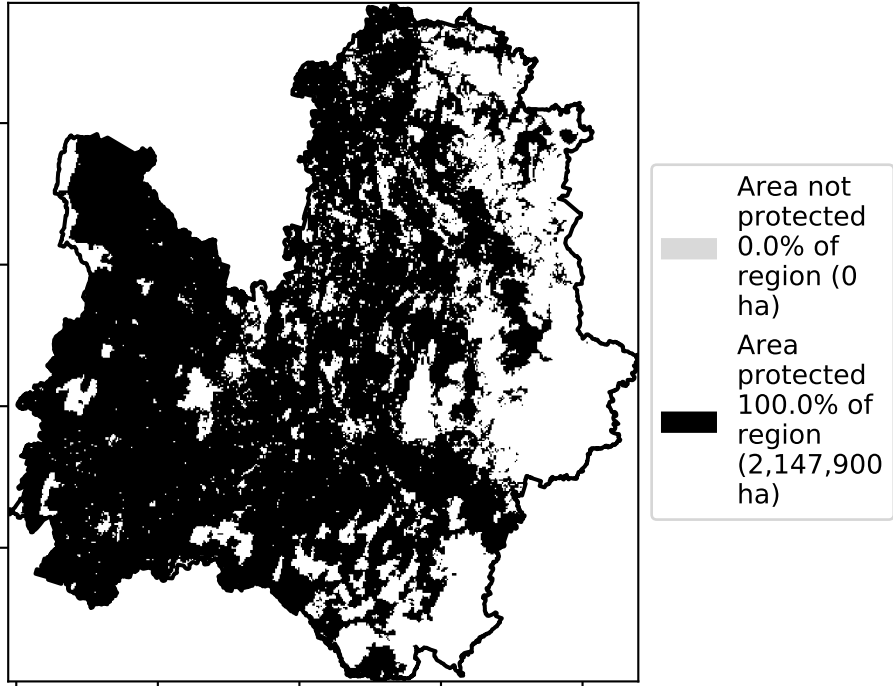 Area not
protected
0.0% of
region (0
ha)
Area
protected
100.0% of
region
(2,147,900
ha)